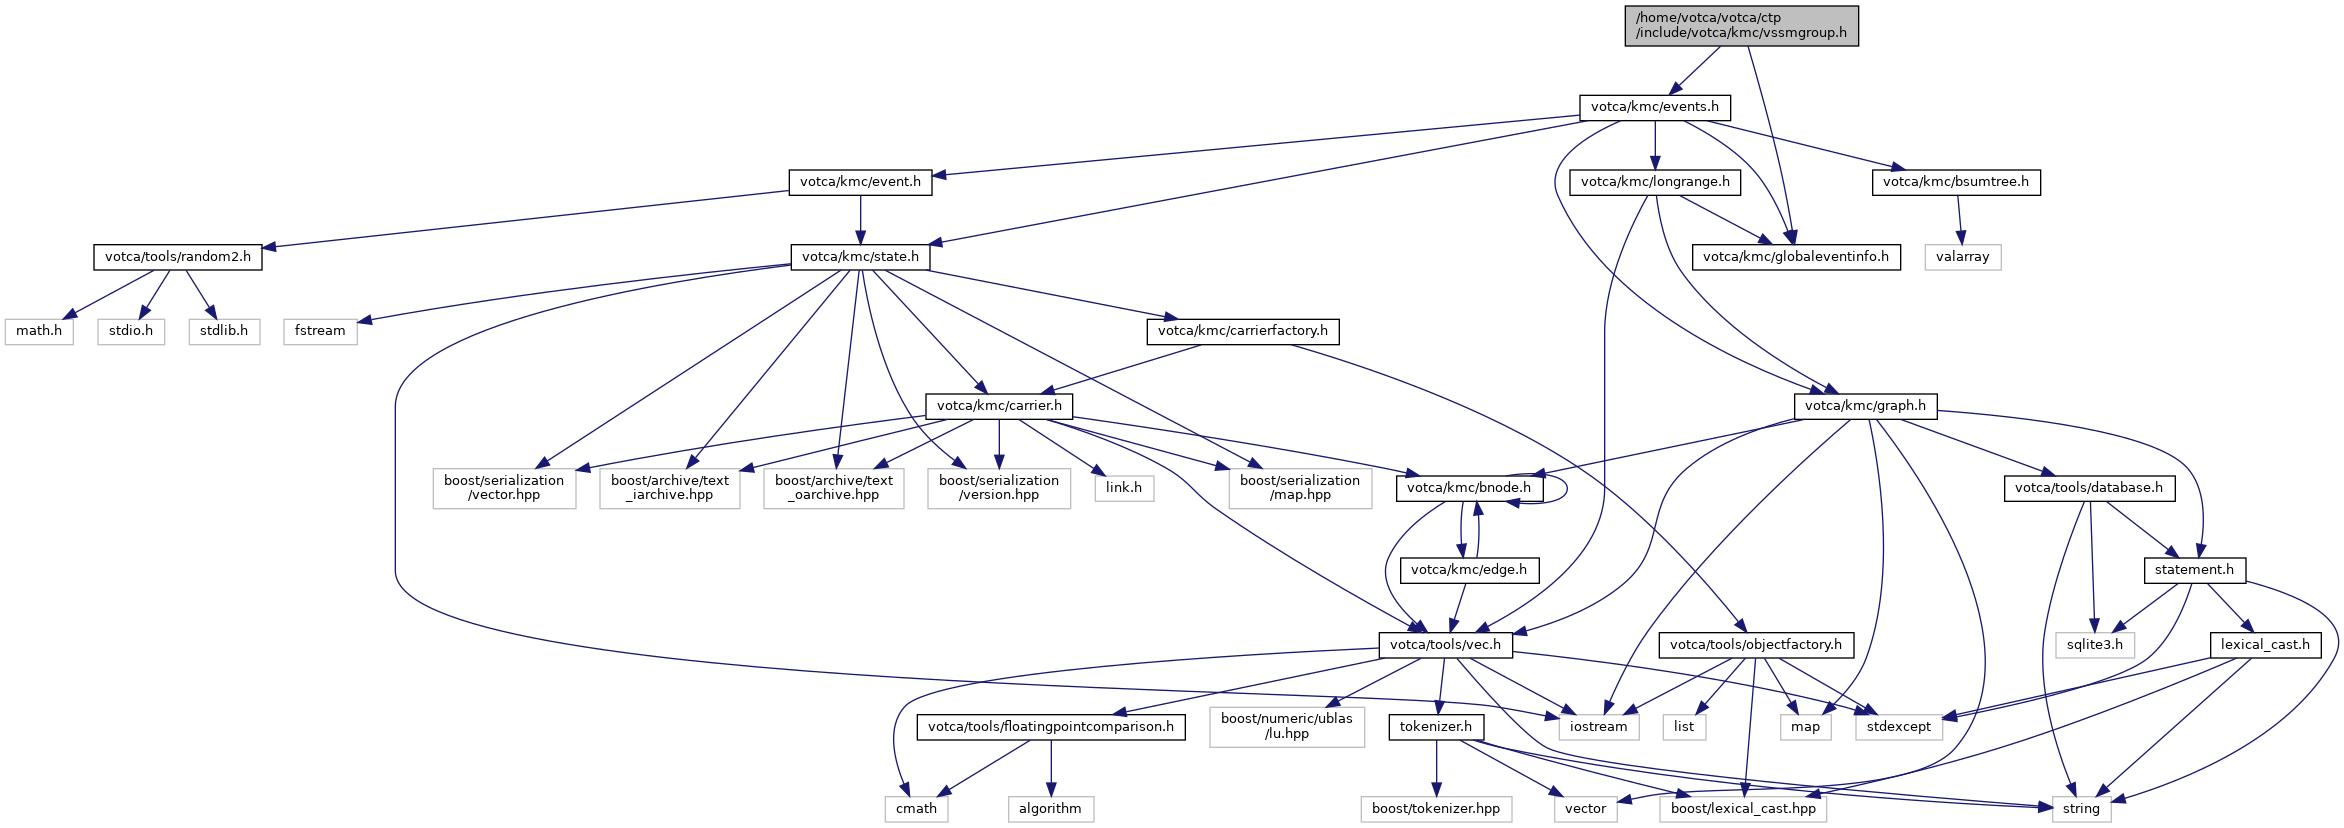 /home/votca/votca/ctp
/include/votca/kmc/vssmgroup.h
votca/kmc/events.h
votca/kmc/event.h
votca/kmc/longrange.h
votca/kmc/bsumtree.h
votca/tools/random2.h
votca/kmc/state.h
votca/kmc/globaleventinfo.h
valarray
math.h
stdio.h
stdlib.h
fstream
votca/kmc/carrierfactory.h
votca/kmc/carrier.h
votca/kmc/graph.h
boost/serialization
/vector.hpp
boost/archive/text
_iarchive.hpp
boost/archive/text
_oarchive.hpp
boost/serialization
/version.hpp
link.h
boost/serialization
/map.hpp
votca/kmc/bnode.h
votca/tools/database.h
votca/kmc/edge.h
statement.h
votca/tools/vec.h
votca/tools/objectfactory.h
sqlite3.h
lexical_cast.h
votca/tools/floatingpointcomparison.h
boost/numeric/ublas
/lu.hpp
tokenizer.h
iostream
list
map
stdexcept
cmath
algorithm
boost/tokenizer.hpp
vector
boost/lexical_cast.hpp
string